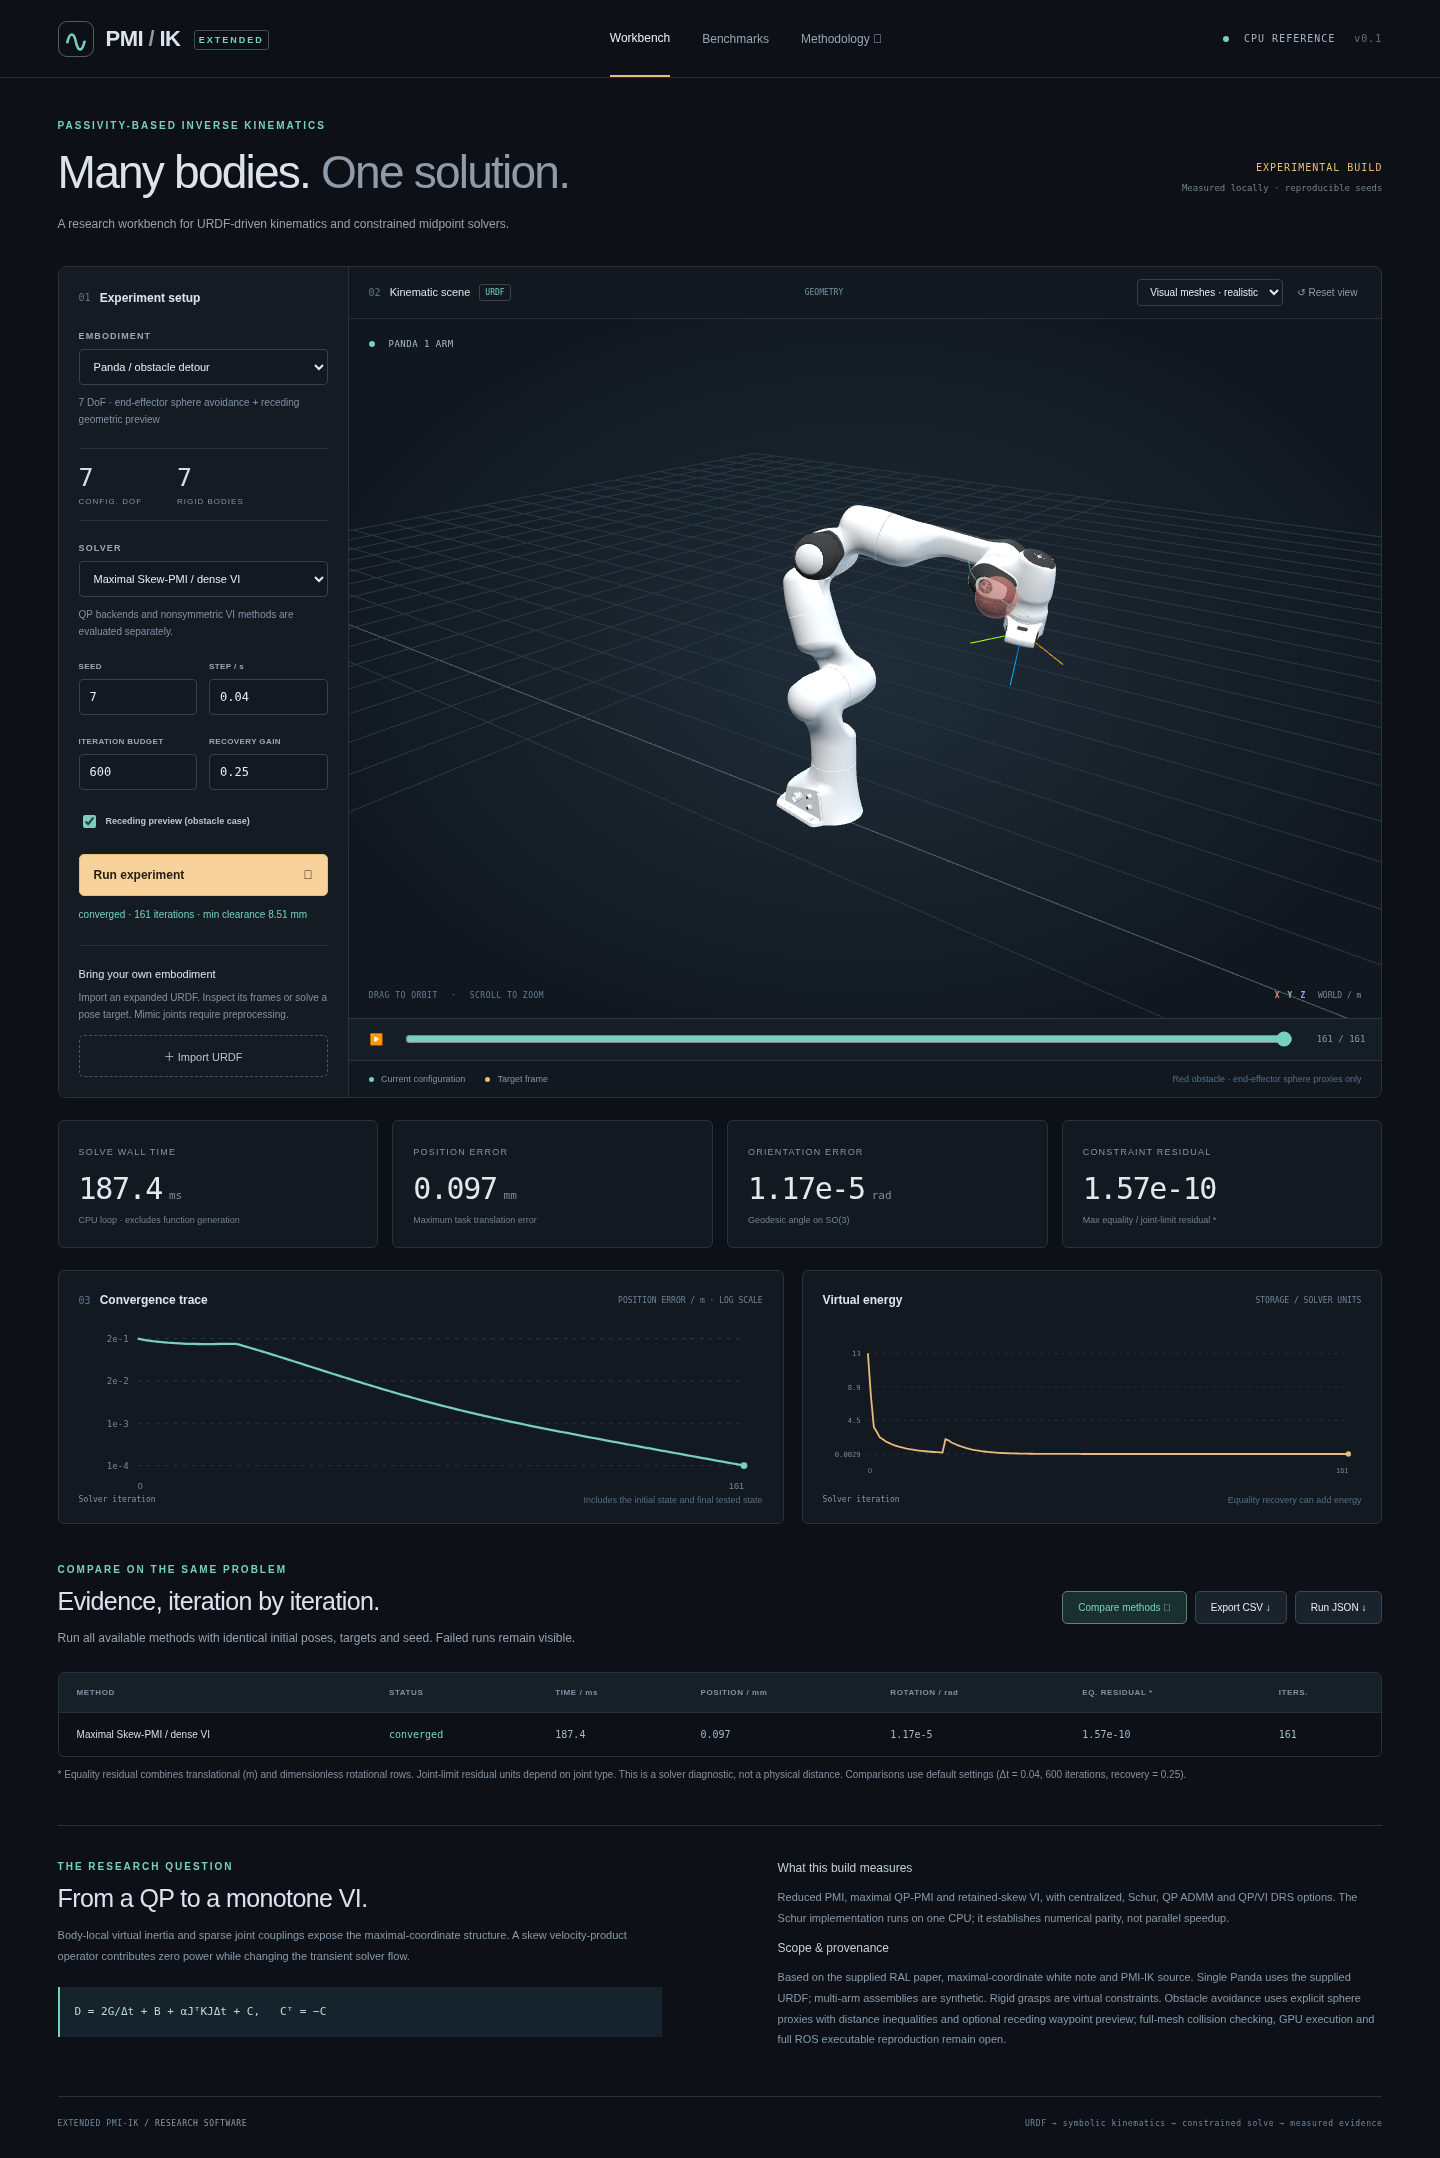 PMI / IK EXTENDED
Workbench Benchmarks Methodology
CPU REFERENCE v0.1
PASSIVITY-BASED INVERSE KINEMATICS
Many bodies. One solution.
A research workbench for URDF-driven kinematics and constrained midpoint solvers.
EXPERIMENTAL BUILD
Measured locally · reproducible seeds
01 Experiment setup
EMBODIMENT
Panda / obstacle detour
7 DoF · end-effector sphere avoidance + receding
geometric preview
7 7
CONFIG. DOF RIGID BODIES
SOLVER
Maximal Skew-PMI / dense VI
QP backends and nonsymmetric VI methods are
evaluated separately.
SEED STEP / s
7 0.04
ITERATION BUDGET RECOVERY GAIN
600 0.25
Receding preview (obstacle case)
Run experiment
converged · 161 iterations · min clearance 8.51 mm
Bring your own embodiment
Import an expanded URDF. Inspect its frames or solve a
pose target. Mimic joints require preprocessing.
+ Import URDF
02 Kinematic scene URDF
GEOMETRY
Visual meshes · realistic
↺ Reset view
PANDA 1 ARM
DRAG TO ORBIT · SCROLL TO ZOOM
X Y Z WORLD / m
161 / 161
Current configuration Target frame
Red obstacle · end-effector sphere proxies only
SOLVE WALL TIME
187.4 ms
CPU loop · excludes function generation
POSITION ERROR
0.097 mm
Maximum task translation error
ORIENTATION ERROR
1.17e-5 rad
Geodesic angle on SO(3)
CONSTRAINT RESIDUAL
1.57e-10
Max equality / joint-limit residual *
03 Convergence trace
POSITION ERROR / m · LOG SCALE
2e-1
2e-2
1e-3
1e-4
0 161
Solver iteration
Includes the initial state and final tested state
Virtual energy
STORAGE / SOLVER UNITS
13
8.9
4.5
0.0029
0 161
Solver iteration
Equality recovery can add energy
COMPARE ON THE SAME PROBLEM
Evidence, iteration by iteration.
Run all available methods with identical initial poses, targets and seed. Failed runs remain visible.
Compare methods
Export CSV ↓
Run JSON ↓
METHOD STATUS TIME / ms POSITION / mm ROTATION / rad EQ. RESIDUAL * ITERS.
Maximal Skew-PMI / dense VI converged 187.4 0.097 1.17e-5 1.57e-10 161
* Equality residual combines translational (m) and dimensionless rotational rows. Joint-limit residual units depend on joint type. This is a solver diagnostic, not a physical distance. Comparisons use default settings (Δt = 0.04, 600 iterations, recovery = 0.25).
THE RESEARCH QUESTION
From a QP to a monotone VI.
Body-local virtual inertia and sparse joint couplings expose the maximal-coordinate structure. A skew velocity-product
operator contributes zero power while changing the transient solver flow.
D = 2G/Δt + B + αJᵀKJΔt + C, Cᵀ = −C
What this build measures
Reduced PMI, maximal QP-PMI and retained-skew VI, with centralized, Schur, QP ADMM and QP/VI DRS options. The
Schur implementation runs on one CPU; it establishes numerical parity, not parallel speedup.
Scope & provenance
Based on the supplied RAL paper, maximal-coordinate white note and PMI-IK source. Single Panda uses the supplied
URDF; multi-arm assemblies are synthetic. Rigid grasps are virtual constraints. Obstacle avoidance uses explicit sphere
proxies with distance inequalities and optional receding waypoint preview; full-mesh collision checking, GPU execution and
full ROS executable reproduction remain open.
EXTENDED PMI-IK / RESEARCH SOFTWARE
URDF → symbolic kinematics → constrained solve → measured evidence